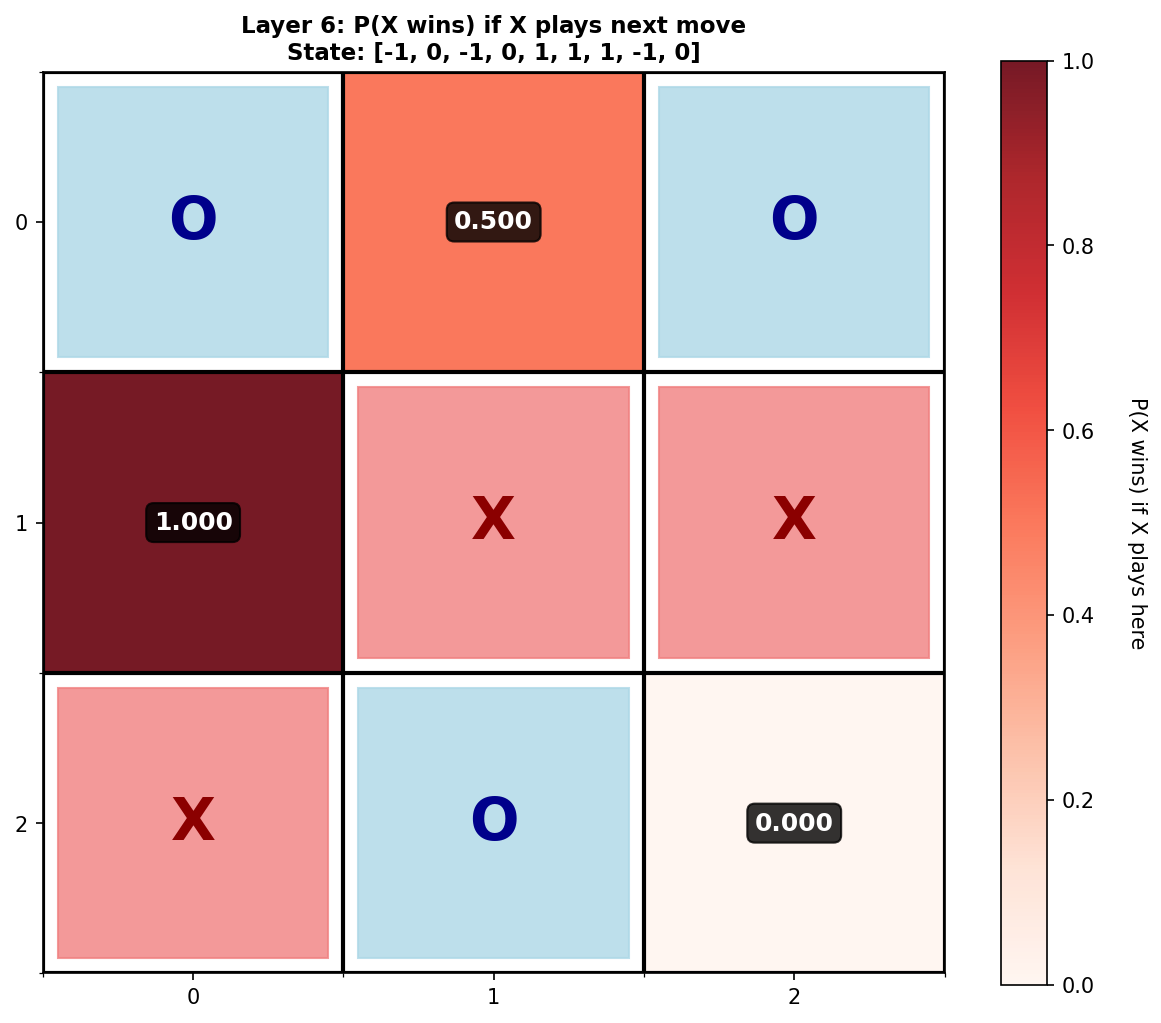 Layer 6: P(X wins) if X plays next move
State: [-1, 0, -1, 0, 1, 1, 1, -1, 0]
1.0
0
O
0.500
O
0.8
0.6
1
1.000
X
X
P(X wins) if X plays here
0.4
2
X
O
0.000
0.2
0.0
0
1
2